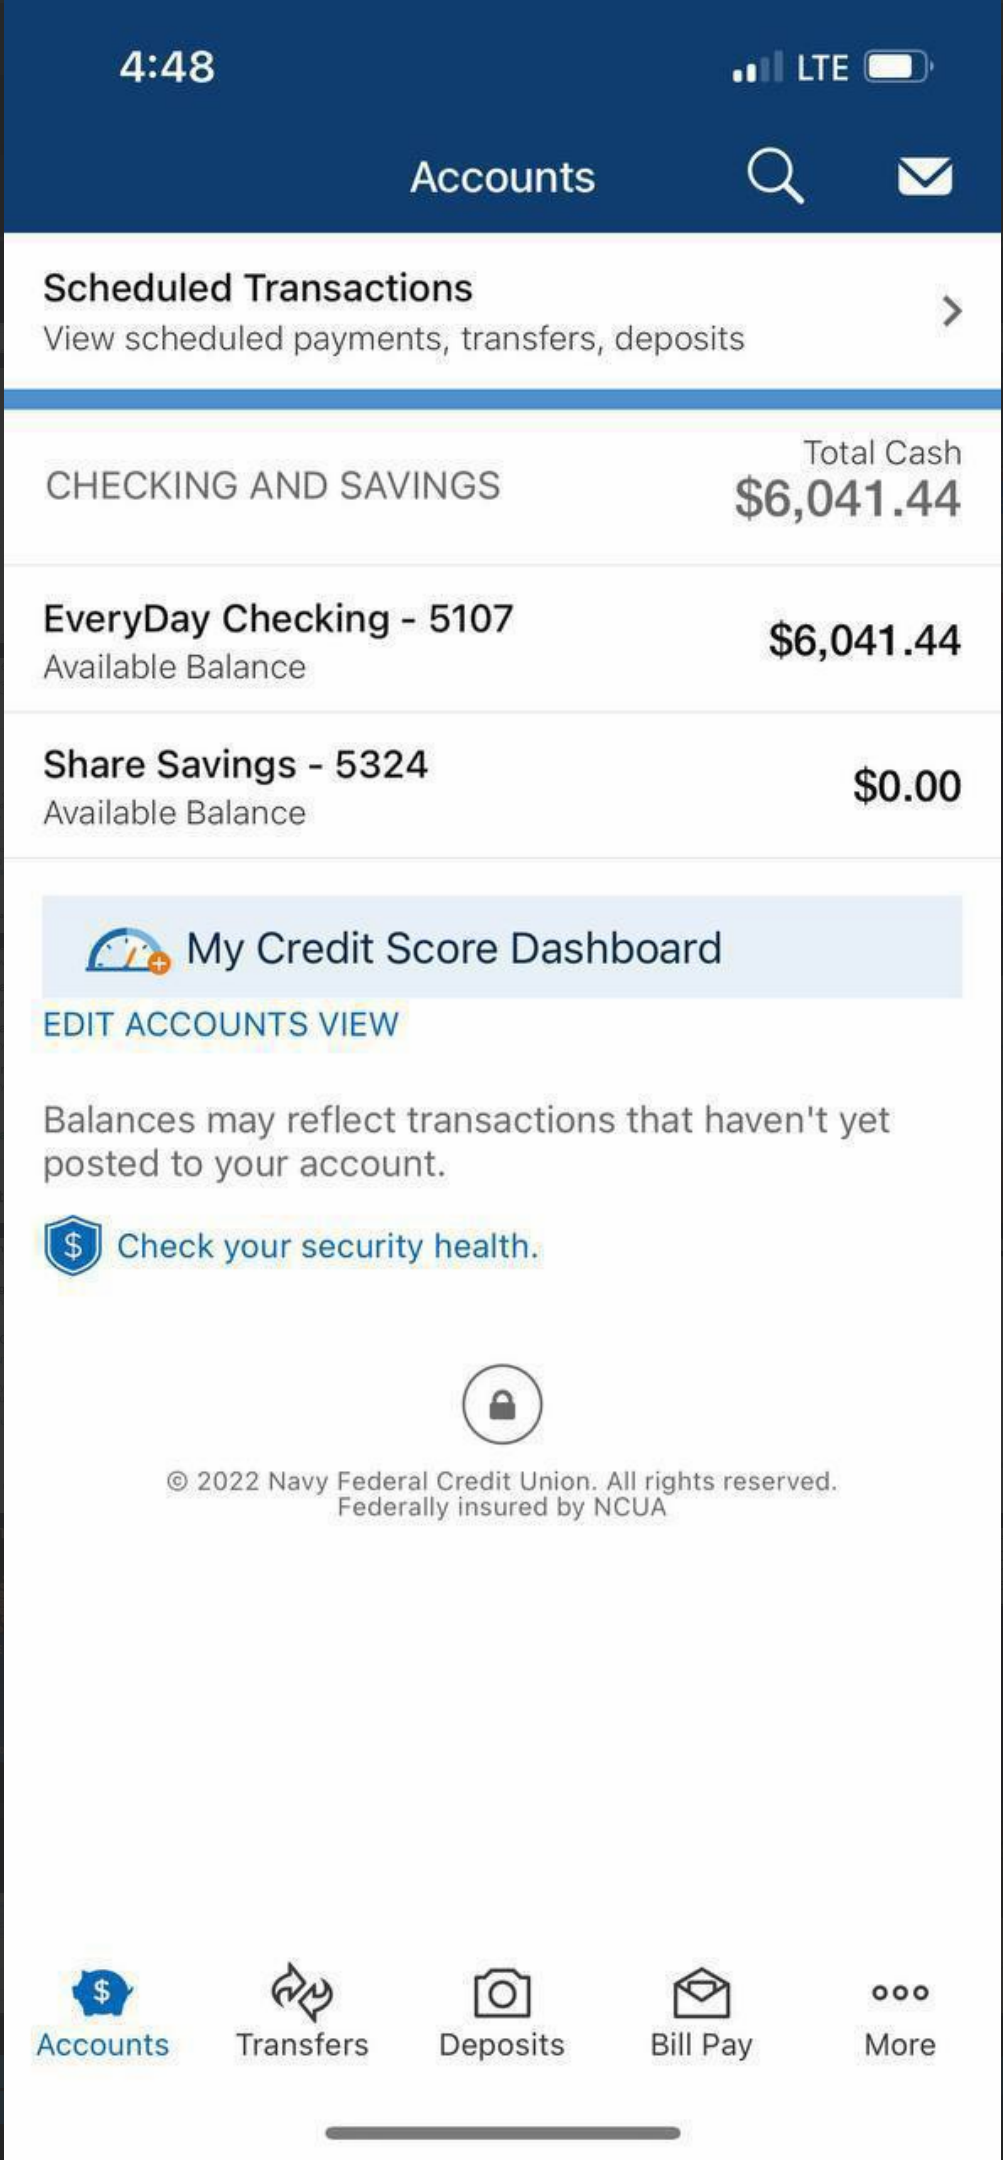 4:48
LTE
Accounts
Scheduled Transactions
View scheduled payments, transfers, deposits
Total Cash
CHECKING AND SAVINGS
$6,041.44
EveryDay Checking - 5107
$6,041.44
Available Balance
Share Savings - 5324
$0.00
Available Balance
My Credit Score Dashboard
EDIT ACCOUNTS VIEW
Balances may reflect transactions that haven't yet
posted to your account.
$
Check your security health.
© 2022 Navy Federal Credit Union. All rights reserved.
Federally insured by NCUA
$
Accounts
Transfers
Deposits
Bill Pay
More